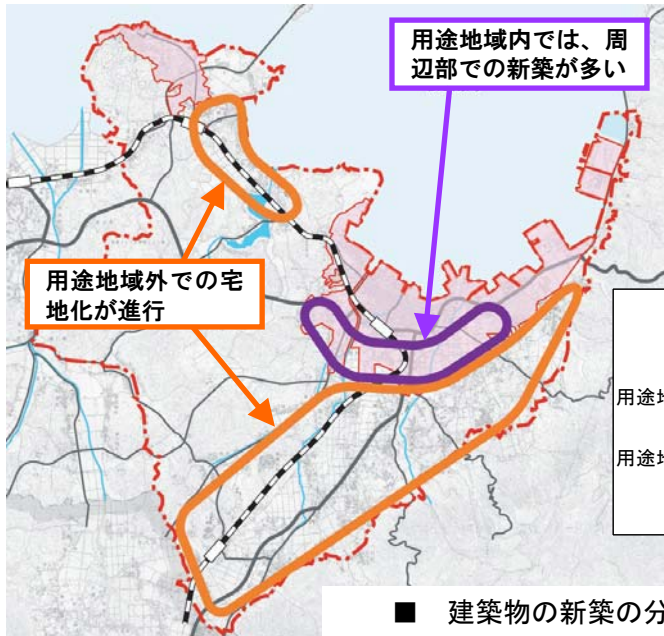 用途地域内では、周
辺部での新築が多い
用途地域外での宅
地化が進行
用途地
用途地
■ 建築物の新築の分